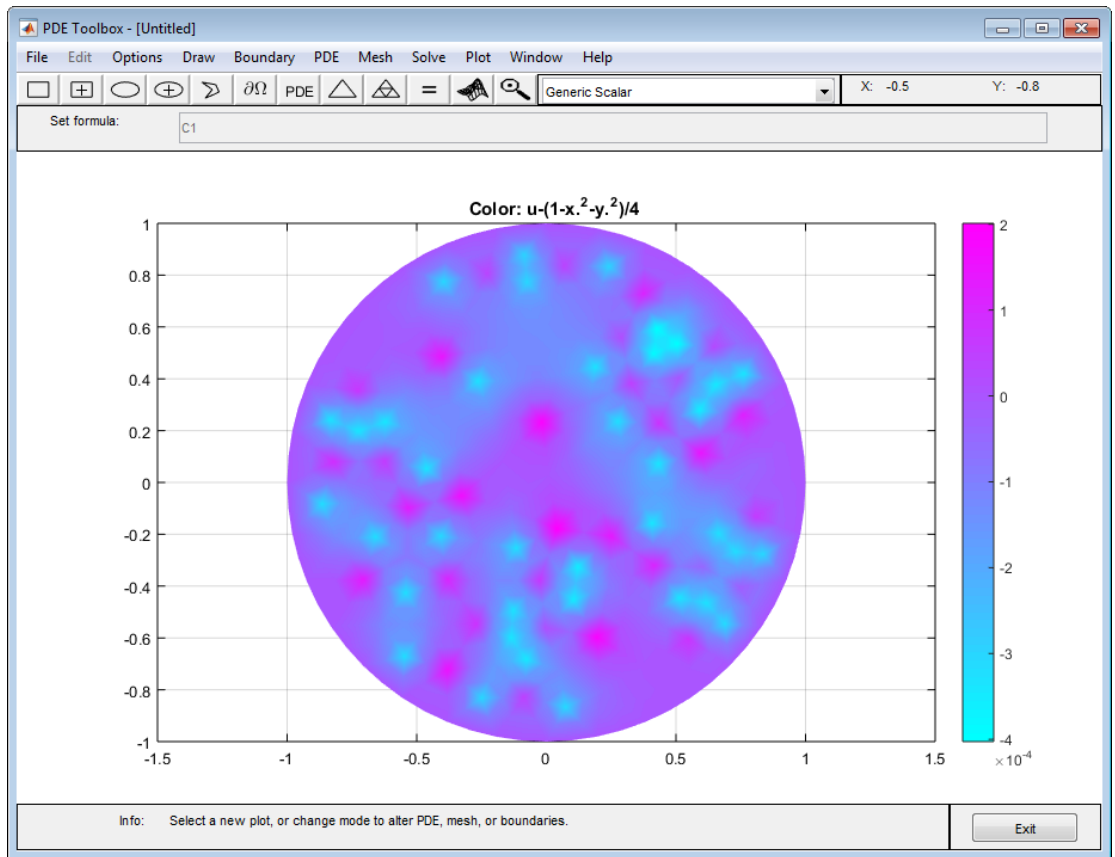 PDE Toolbox - [Untitled]
File Edit Options Draw Boundary PDE Mesh Solve Plot Window Help
∂Ω PDE = Generic Scalar X: -0.5 Y: -0.8
Set formula: C1
Color: u-(1-x.²-y.²)/4
1
0.8
0.6
0.4
0.2
0
-0.2
-0.4
-0.6
-0.8
-1
-1.5 -1 -0.5 0 0.5 1 1.5
2
1
0
-1
-2
-3
-4
×10⁻⁴
Info: Select a new plot, or change mode to alter PDE, mesh, or boundaries.
Exit